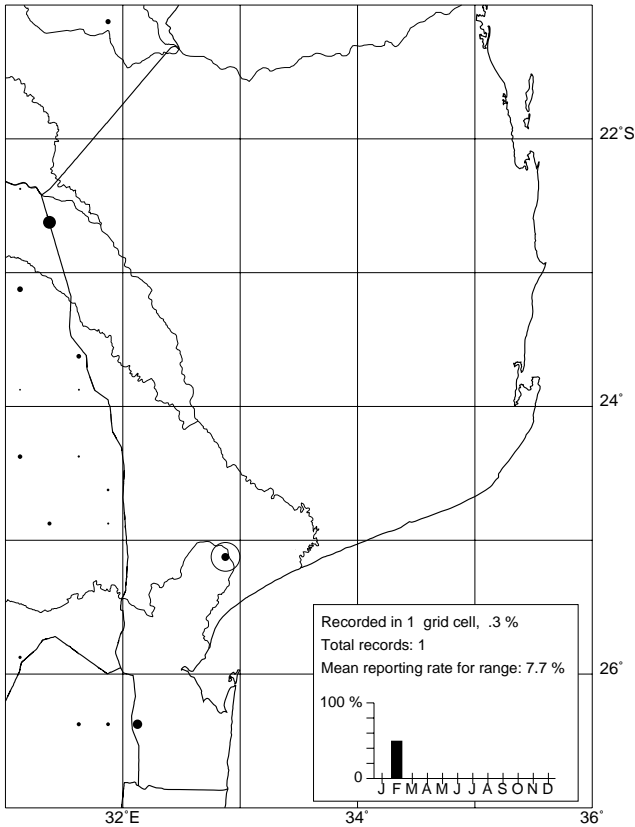 22˚S
24˚
Recorded in 1 grid cell, .3 %
Total records: 1
Mean reporting rate for range: 7.7 %
26˚
100 %
0
J F M A M J J A S O N D
32˚E 34˚ 35˚ 36˚